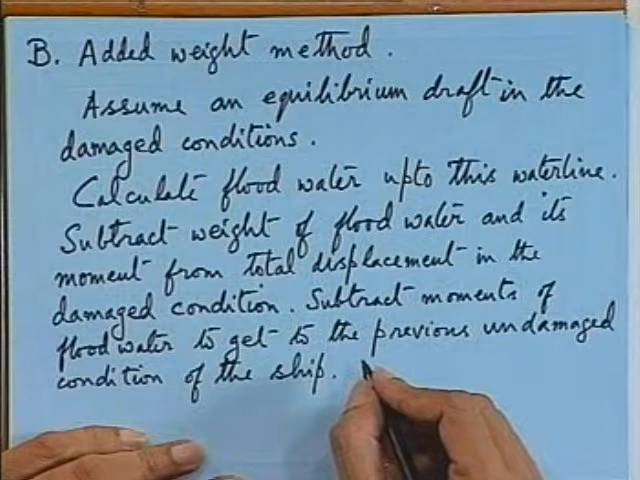 B. Added weight method.
Assume an equilibrium draft in the
damaged conditions.
Calculate flood water upto this waterline.
Subtract weight of flood water and its
moment from total displacement in the
damaged condition. Subtract moments of
flood water to get to the previous undamaged
condition of the ship.